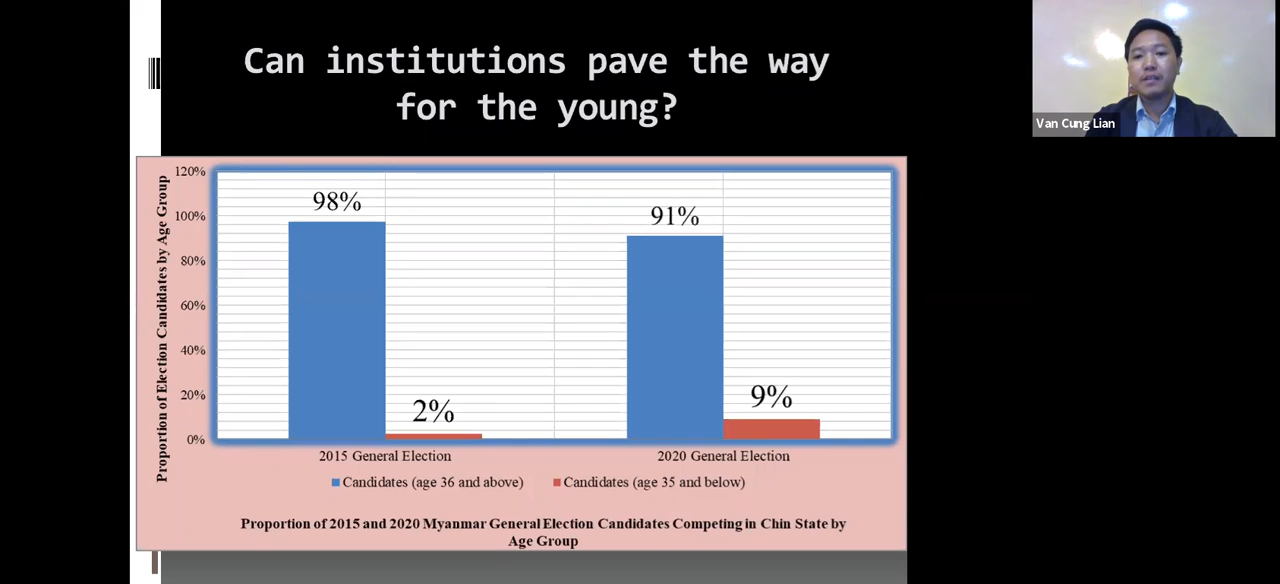 Can institutions pave the way
for the young?
Van Cung Lian
Proportion of Election Candidates by Age Group
120%
100%
80%
60%
40%
20%
0%
98%
2%
91%
9%
2015 General Election
2020 General Election
Candidates (age 36 and above)
Candidates (age 35 and below)
Proportion of 2015 and 2020 Myanmar General Election Candidates Competing in Chin State by
Age Group